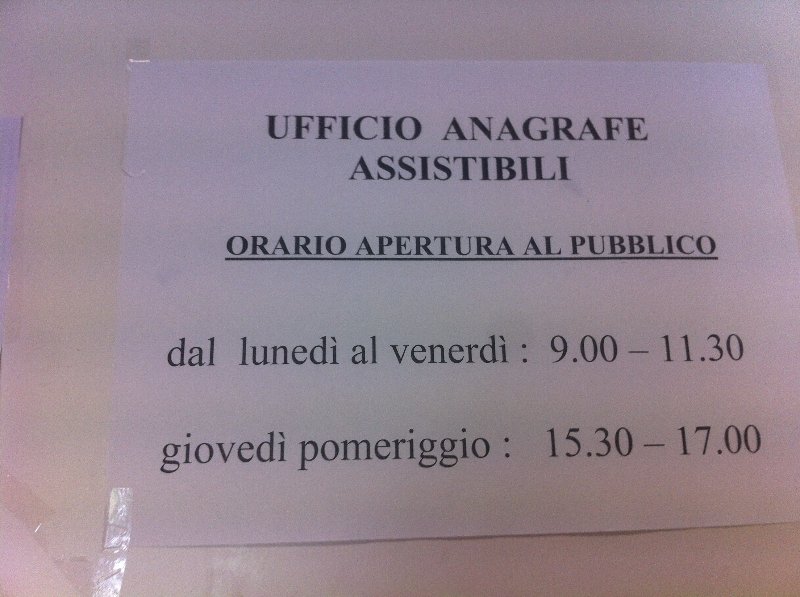 UFFICIO ANAGRAFE
ASSISTIBILI
ORARIO APERTURA AL PUBBLICO
dal lunedì al venerdì : 9.00 – 11.30
giovedì pomeriggio : 15.30 – 17.00